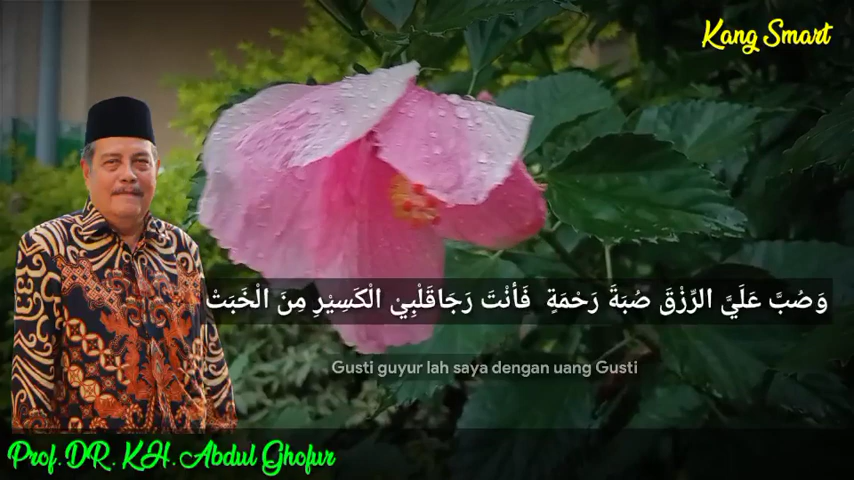 Kang Smart
وَصُبَّ عَلَيَّ الرِّزْقَ صُبَةَ رَحْمَةٍ فَأَنْتَ رَجَاقَلْبِيْ الْكَسِيْرِ مِنَ الْخَبَتْ
Gusti guyur lah saya dengan uang Gusti
Prof. DR. KH. Abdul Ghofur